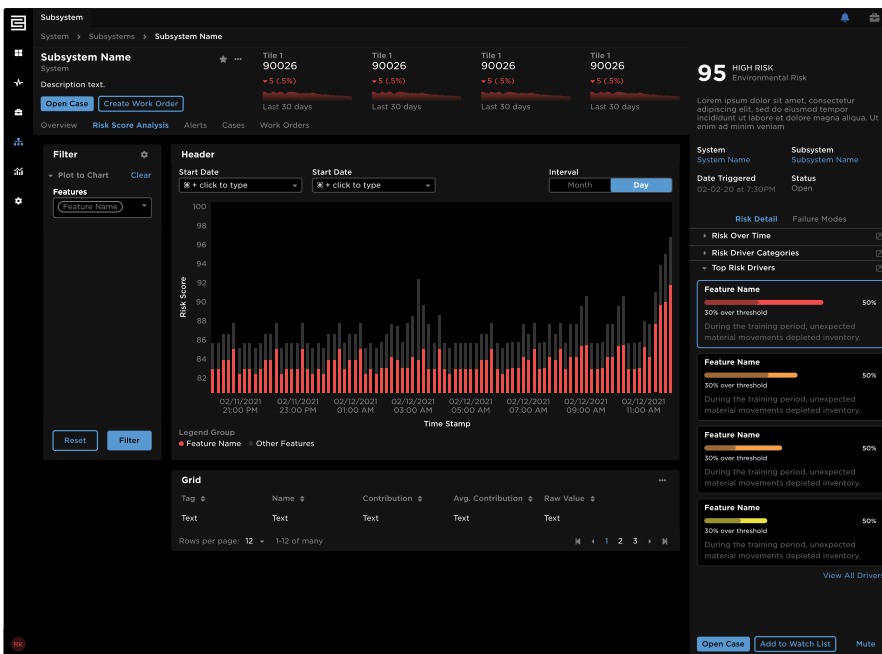 Subsystem
System > Subsystems > Subsystem Name
Subsystem Name
System
Description text.
Open Case
Create Work Order
Tile 1
90026
5 (.5%)
Last 30 days
Tile 1
90026
5 (.5%)
Last 30 days
Tile 1
90026
5 (.5%)
Last 30 days
Tile 1
90026
5 (.5%)
Last 30 days
Overview Risk Score Analysis Alerts Cases Work Orders
Filter
Plot to Chart Clear
Features
Feature Name
Reset Filter
Header
Start Date
⌘ + click to type
Start Date
⌘ + click to type
Interval
Month Day
Risk Score
100
98
96
94
92
90
88
86
84
82
02/11/2021
21:00 PM
02/11/2021
23:00 PM
02/12/2021
01:00 AM
02/12/2021
03:00 AM
02/12/2021
05:00 AM
02/12/2021
07:00 AM
02/12/2021
09:00 AM
02/12/2021
11:00 AM
Time Stamp
Legend Group
Feature Name Other Features
Grid
Tag Name Contribution Avg. Contribution Raw Value
Text Text Text Text Text
Rows per page: 12 1-12 of many
1 2 3
95 HIGH RISK
Environmental Risk
Lorem ipsum dolor sit amet, consectetur
adipiscing elit, sed do eiusmod tempor
incididunt ut labore et dolore magna aliqua. Ut
enim ad minim veniam
System
System Name
Subsystem
Subsystem Name
Date Triggered
02-02-20 at 7:30PM
Status
Open
Risk Detail Failure Modes
Risk Over Time
Risk Driver Categories
Top Risk Drivers
Feature Name
50%
30% over threshold
During the training period, unexpected
material movements depleted inventory.
Feature Name
50%
30% over threshold
During the training period, unexpected
material movements depleted inventory.
Feature Name
50%
30% over threshold
During the training period, unexpected
material movements depleted inventory.
Feature Name
50%
30% over threshold
During the training period, unexpected
material movements depleted inventory.
View All Drivers
Open Case Add to Watch List Mute
RK